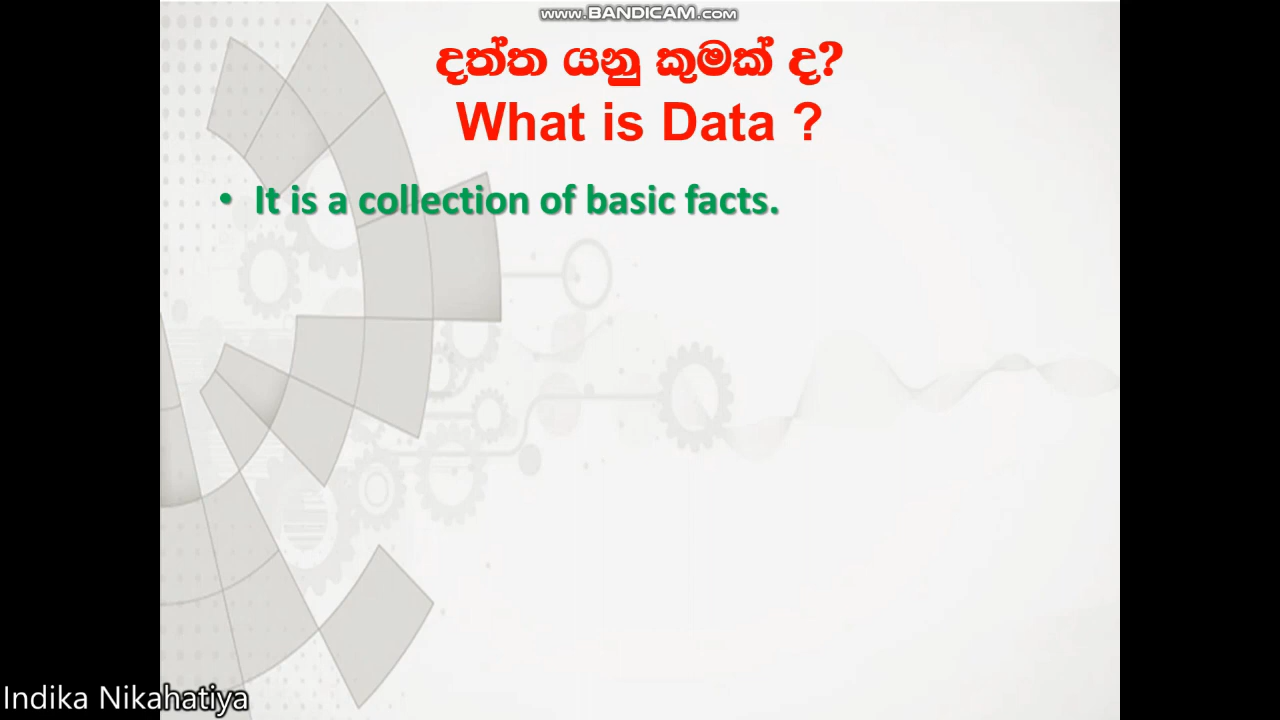 www.BANDICAM.com
දත්ත යනු කුමක් ද?
What is Data ?
• It is a collection of basic facts.
Indika Nikahatiya